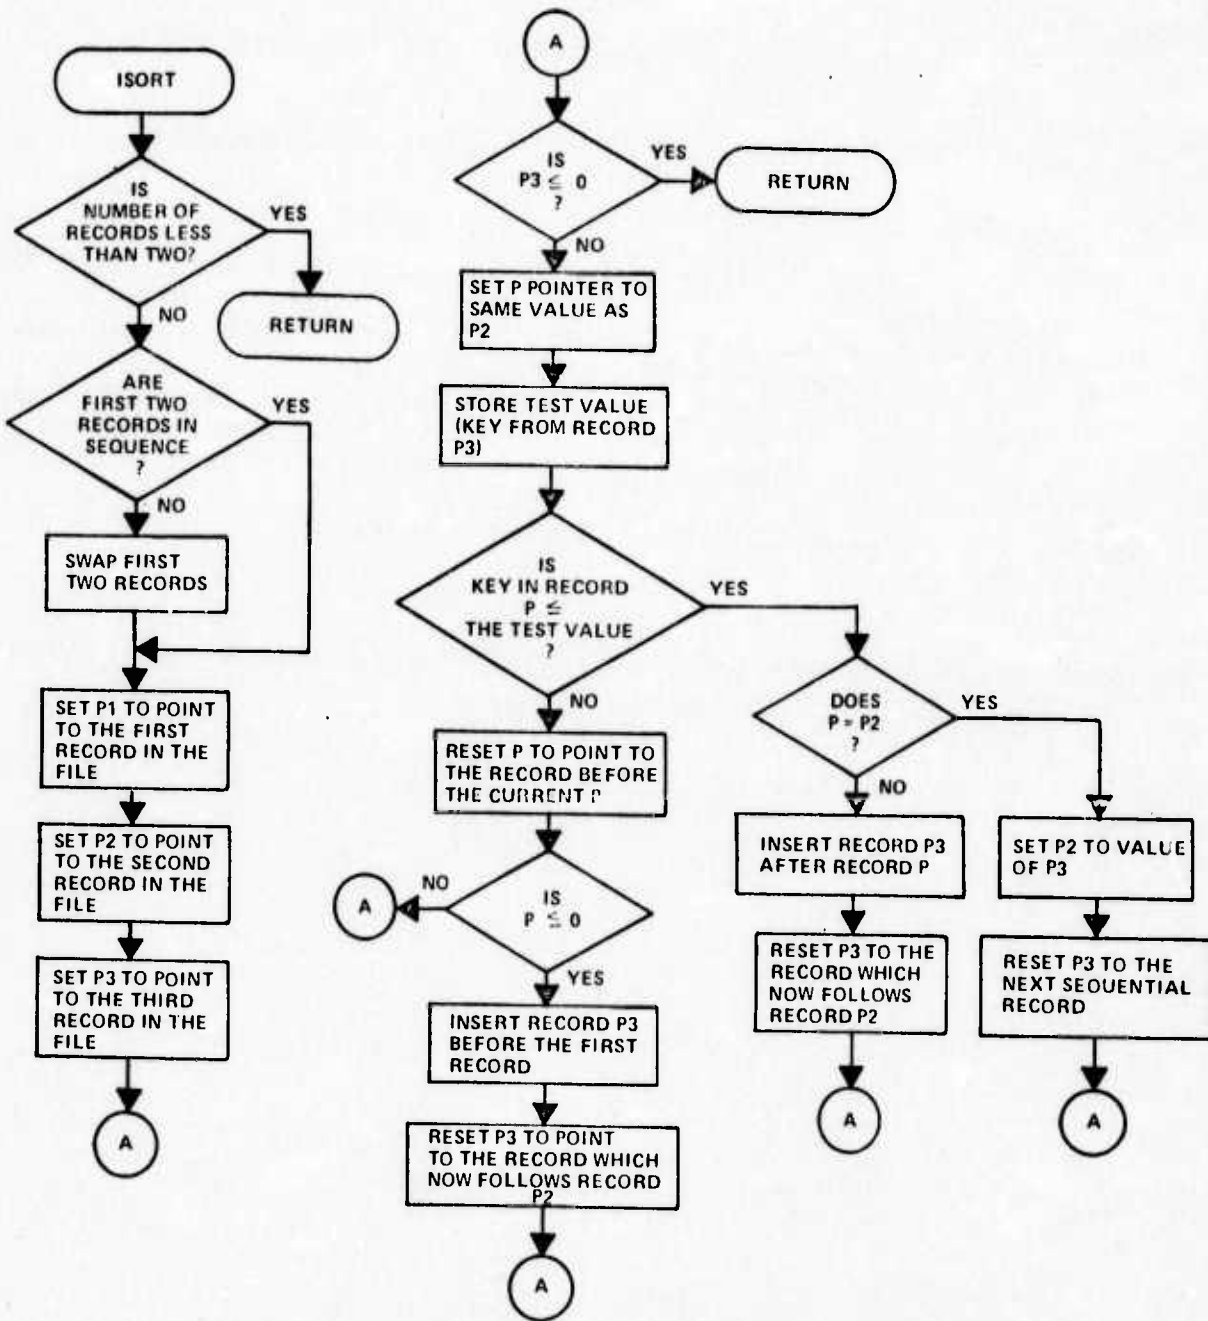 ISORT
IS
NUMBER OF
RECORDS LESS
THAN TWO?
YES
RETURN
NO
ARE
FIRST TWO
RECORDS IN
SEQUENCE
?
YES
NO
SWAP FIRST
TWO RECORDS
SET P1 TO POINT
TO THE FIRST
RECORD IN THE
FILE
SET P2 TO POINT
TO THE SECOND
RECORD IN THE
FILE
SET P3 TO POINT
TO THE THIRD
RECORD IN THE
FILE
A
A
IS
P3 ≤ 0
?
YES
RETURN
NO
SET P POINTER TO
SAME VALUE AS
P2
STORE TEST VALUE
(KEY FROM RECORD
P3)
IS
KEY IN RECORD
P ≤
THE TEST VALUE
?
YES
NO
RESET P TO POINT TO
THE RECORD BEFORE
THE CURRENT P
IS
P ≤ 0
NO
A
YES
INSERT RECORD P3
BEFORE THE FIRST
RECORD
RESET P3 TO POINT
TO THE RECORD WHICH
NOW FOLLOWS RECORD
P2
A
DOES
P = P2
?
YES
NO
INSERT RECORD P3
AFTER RECORD P
RESET P3 TO THE
RECORD WHICH
NOW FOLLOWS
RECORD P2
A
SET P2 TO VALUE
OF P3
RESET P3 TO THE
NEXT SEQUENTIAL
RECORD
A